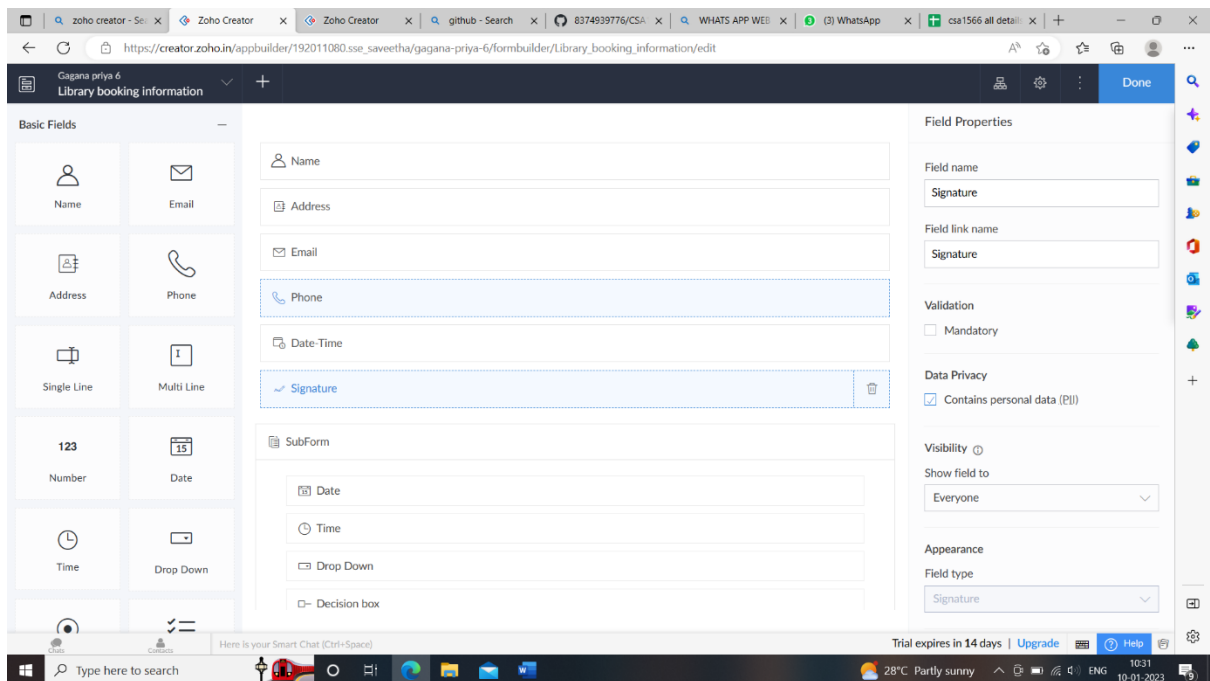 zoho creator - Se
Zoho Creator
Zoho Creator
github - Search
8374939776/CSA
WHATS APP WEB
(3) WhatsApp
csa1566 all details
https://creator.zoho.in/appbuilder/192011080.sse_saveetha/gagana-priya-6/formbuilder/Library_booking_information/edit
Gagana priya 6
Library booking information
Done
Basic Fields
Name
Email
Address
Phone
Single Line
Multi Line
123
15
Number
Date
Time
Drop Down
Name
Address
Email
Phone
Date-Time
Signature
SubForm
Date
Time
Drop Down
Decision box
Field Properties
Field name
Signature
Field link name
Signature
Validation
Mandatory
Data Privacy
Contains personal data (PII)
Visibility
Show field to
Everyone
Appearance
Field type
Signature
Chats
Contacts
Here is your Smart Chat (Ctrl+Space)
Trial expires in 14 days | Upgrade
Help
Type here to search
28°C Partly sunny
ENG
10:31
10-01-2023